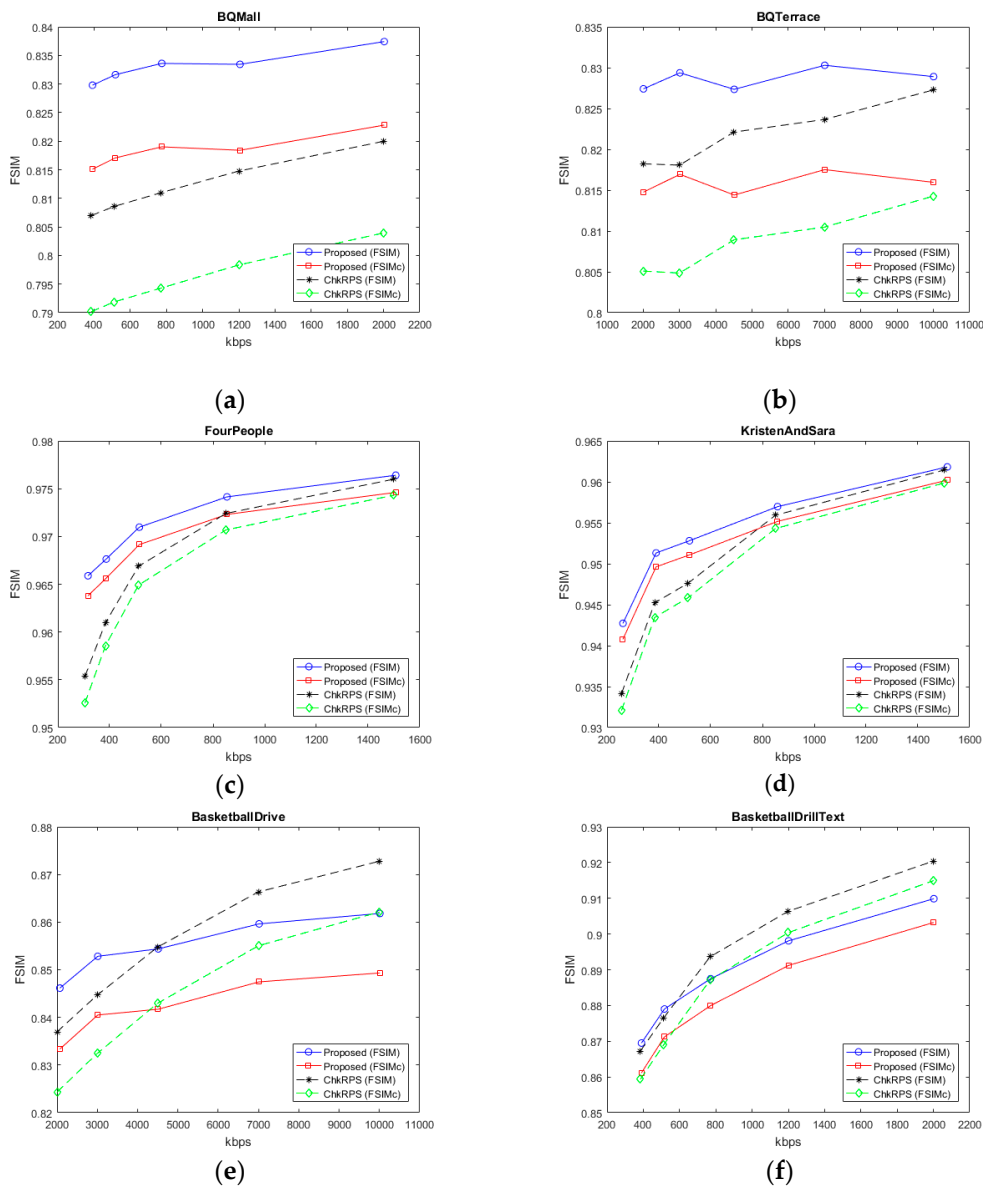 BQMall
0.84
0.835
0.83
0.825
0.82
0.815
0.81
0.805
0.8
0.795
0.79
FSIM
200 400 600 800 1000 1200 1400 1600 1800 2000 2200
kbps
Proposed (FSIM)
Proposed (FSIMc)
ChkRPS (FSIM)
ChkRPS (FSIMc)
(a)
BQTerrace
0.835
0.83
0.825
0.82
0.815
0.81
0.805
0.8
FSIM
1000 2000 3000 4000 5000 6000 7000 8000 9000 10000 11000
kbps
Proposed (FSIM)
Proposed (FSIMc)
ChkRPS (FSIM)
ChkRPS (FSIMc)
(b)
FourPeople
0.98
0.975
0.97
0.965
0.96
0.955
0.95
FSIM
200 400 600 800 1000 1200 1400 1600
kbps
Proposed (FSIM)
Proposed (FSIMc)
ChkRPS (FSIM)
ChkRPS (FSIMc)
(c)
KristenAndSara
0.965
0.96
0.955
0.95
0.945
0.94
0.935
0.93
FSIM
200 400 600 800 1000 1200 1400 1600
kbps
Proposed (FSIM)
Proposed (FSIMc)
ChkRPS (FSIM)
ChkRPS (FSIMc)
(d)
BasketballDrive
0.88
0.87
0.86
0.85
0.84
0.83
0.82
FSIM
2000 3000 4000 5000 6000 7000 8000 9000 10000 11000
kbps
Proposed (FSIM)
Proposed (FSIMc)
ChkRPS (FSIM)
ChkRPS (FSIMc)
(e)
BasketballDrillText
0.93
0.92
0.91
0.9
0.89
0.88
0.87
0.86
0.85
FSIM
200 400 600 800 1000 1200 1400 1600 1800 2000 2200
kbps
Proposed (FSIM)
Proposed (FSIMc)
ChkRPS (FSIM)
ChkRPS (FSIMc)
(f)